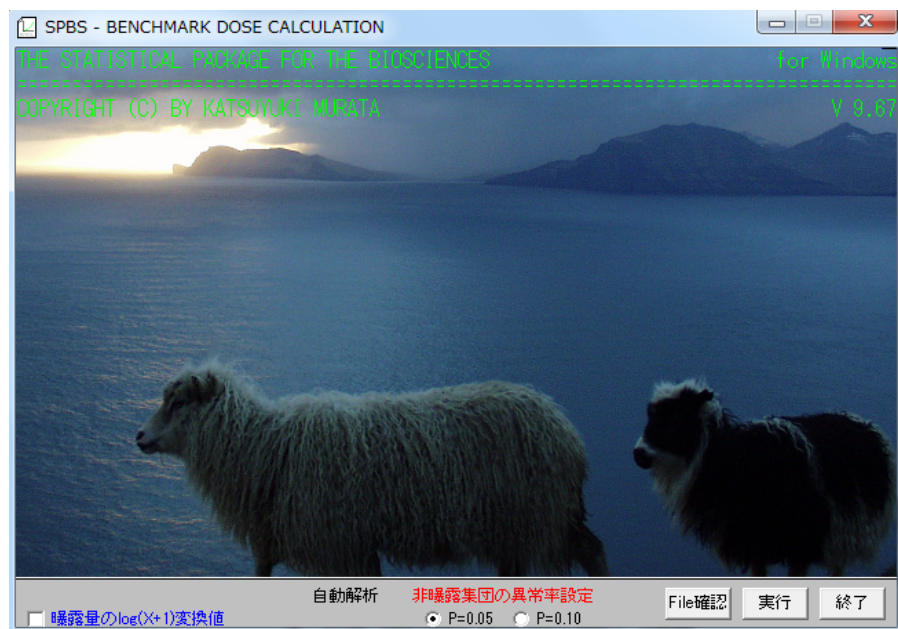 SPBS - BENCHMARK DOSE CALCULATION
THE STATISTICAL PACKAGE FOR THE BIOSCIENCES for Windows
COPYRIGHT (C) BY KATSUYUKI MURATA V 9.67
自動解析 非曝露集団の異常率設定
曝露量のlog(X+1)変換値 P=0.05 P=0.10 File確認 実行 終了